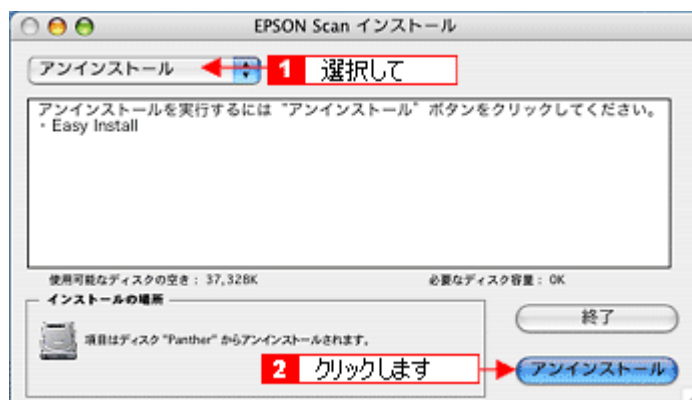 EPSON Scan インストール
アンインストール
1 選択して
アンインストールを実行するには "アンインストール" ボタンをクリックしてください。
・Easy Install
使用可能なディスクの空き： 37,328K
必要なディスク容量： 0K
インストールの場所
項目はディスク "Panther" からアンインストールされます。
終了
2 クリックします
アンインストール